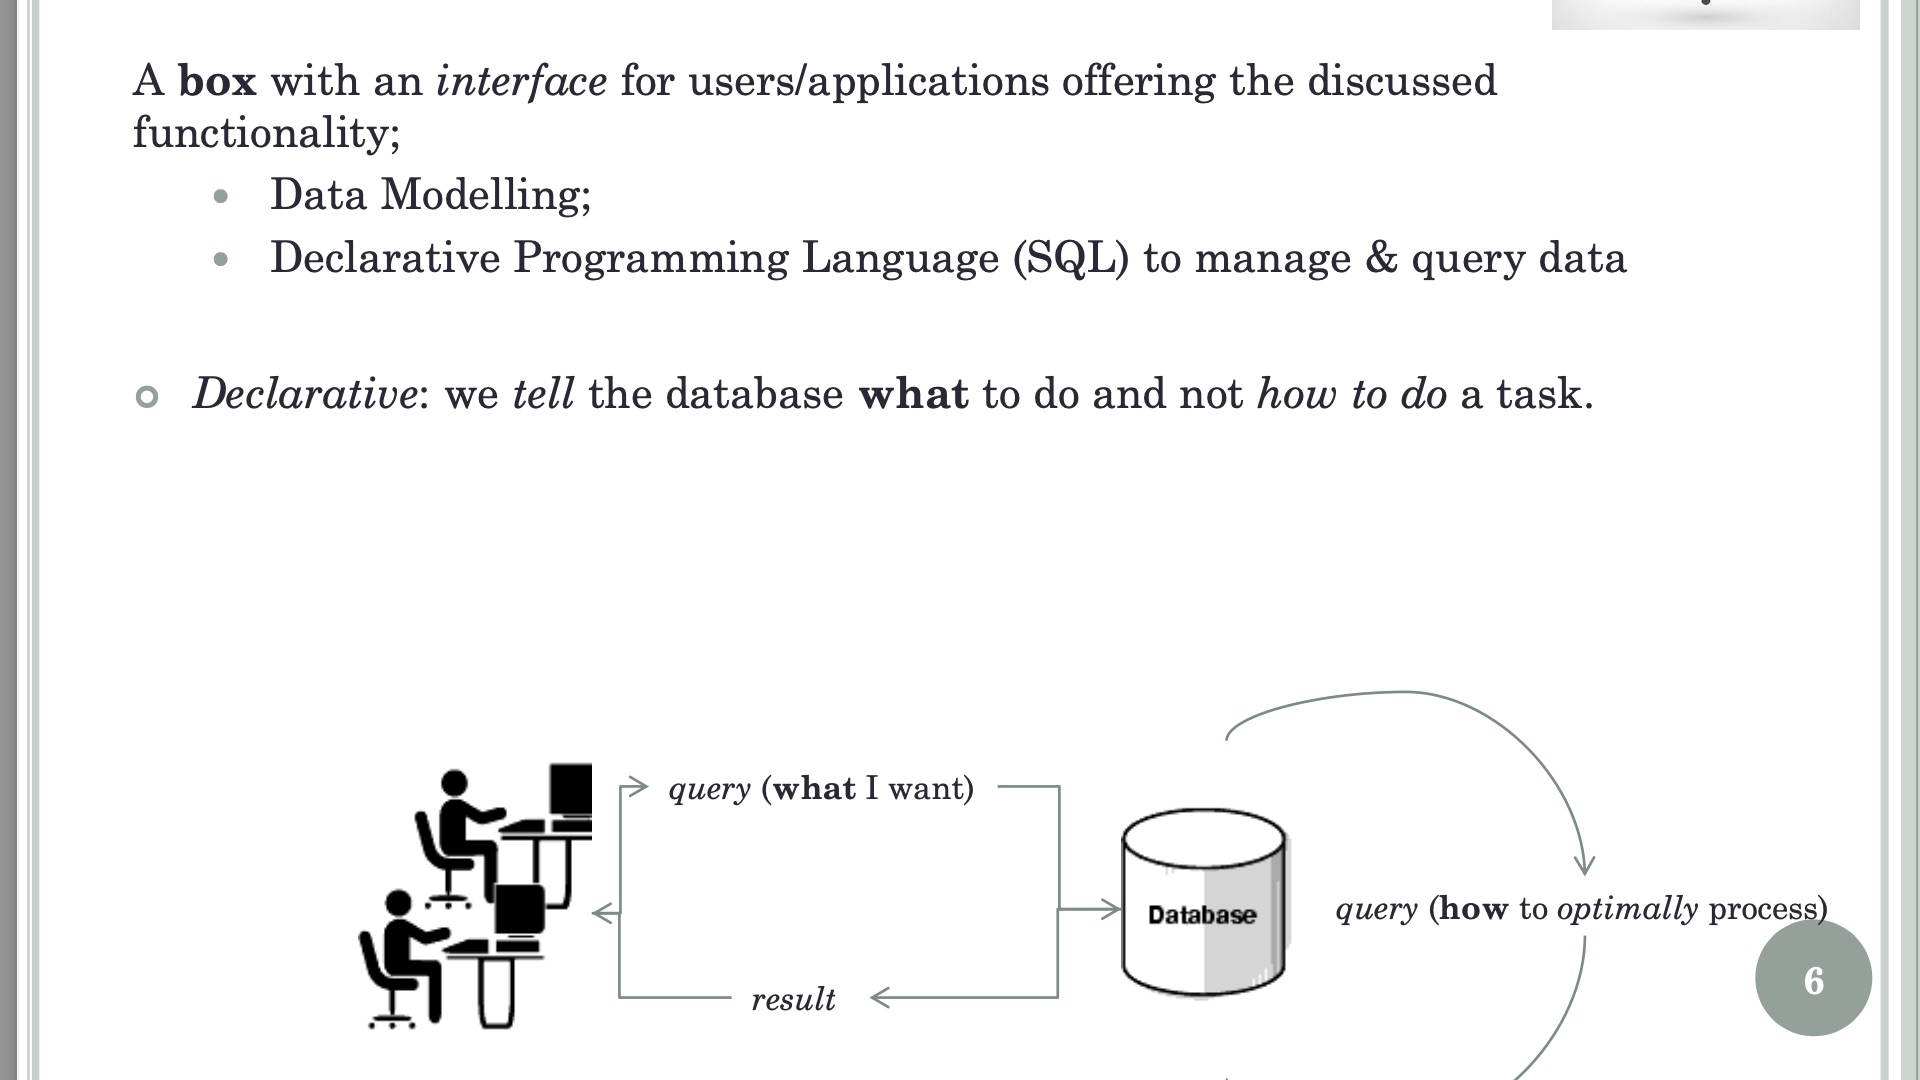 A box with an interface for users/applications offering the discussed
functionality;
• Data Modelling;
• Declarative Programming Language (SQL) to manage & query data
Declarative: we tell the database what to do and not how to do a task.
query (what I want)
Database
query (how to optimally process)
6
result